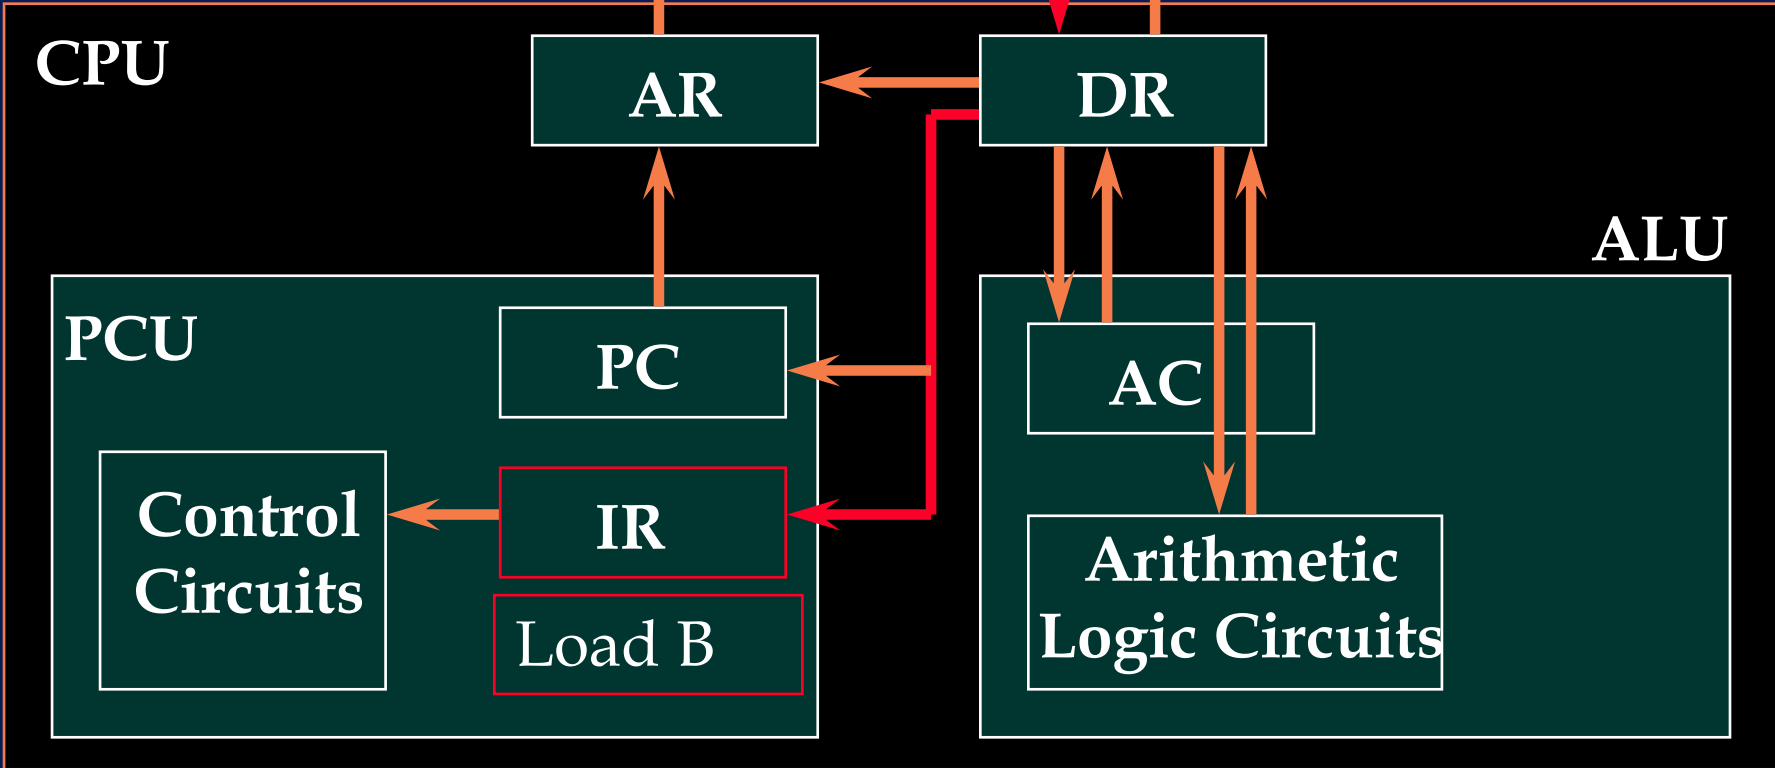 CPU
AR
DR
ALU
PCU
PC
AC
Control
Circuits
IR
Load B
Arithmetic
Logic Circuits